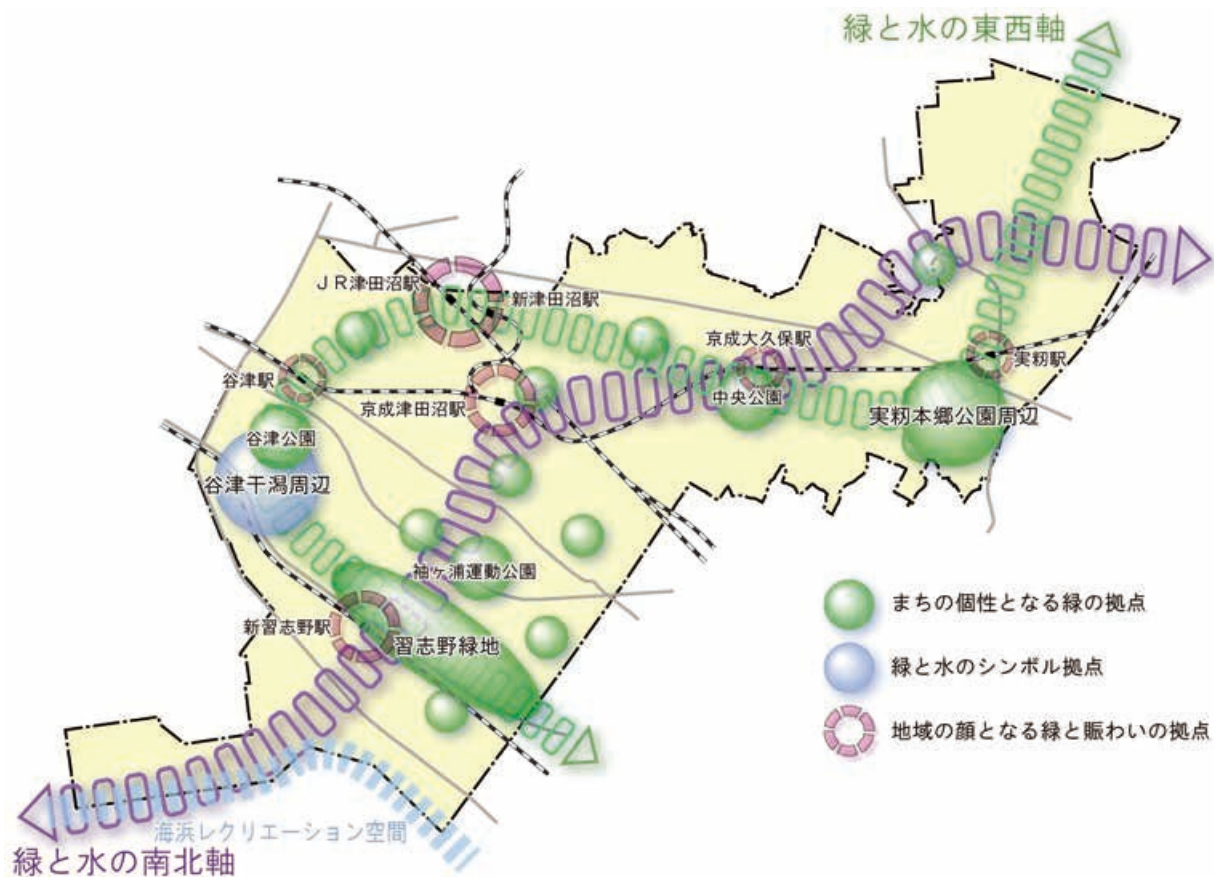 緑と水の東西軸
JR津田沼駅
新津田沼駅
京成大久保駅
実籾駅
谷津駅
京成津田沼駅
中央公園
実籾本郷公園周辺
谷津公園
谷津干潟周辺
袖ヶ浦運動公園
新習志野駅
習志野緑地
まちの個性となる緑の拠点
緑と水のシンボル拠点
地域の顔となる緑と賑わいの拠点
海浜レクリエーション空間
緑と水の南北軸